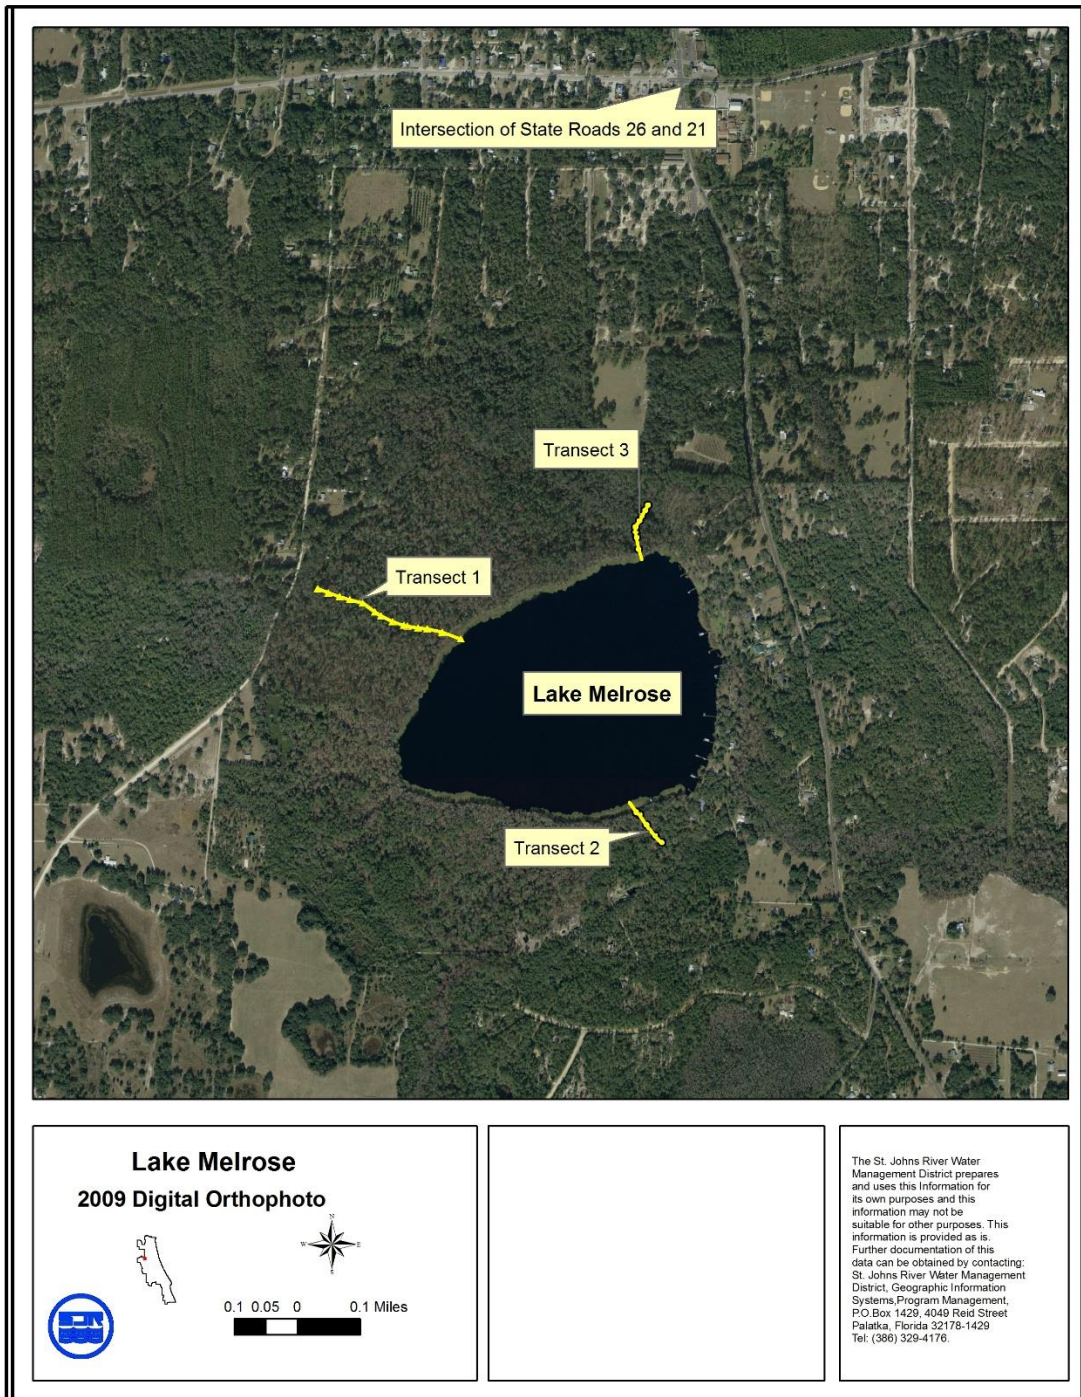 Intersection of State Roads 26 and 21
Transect 3
Transect 1
Lake Melrose
Transect 2
Lake Melrose
2009 Digital Orthophoto
N
W E
S
0.1 0.05 0 0.1 Miles
SJR
The St. Johns River Water
Management District prepares
and uses this Information for
its own purposes and this
information may not be
suitable for other purposes. This
information is provided as is.
Further documentation of this
data can be obtained by contacting:
St. Johns River Water Management
District, Geographic Information
Systems,Program Management,
P.O.Box 1429, 4049 Reid Street
Palatka, Florida 32178-1429
Tel: (386) 329-4176.